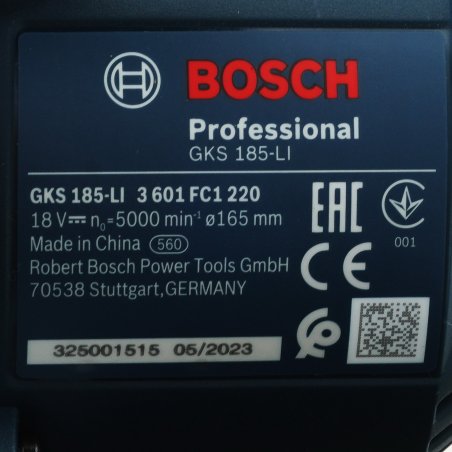 BOSCH
Professional
GKS 185-LI
GKS 185-LI 3 601 FC1 220
18 V⎓ n₀=5000 min⁻¹ ø165 mm
Made in China 560
Robert Bosch Power Tools GmbH
70538 Stuttgart,GERMANY
EAC
001
CE
325001515 05/2023